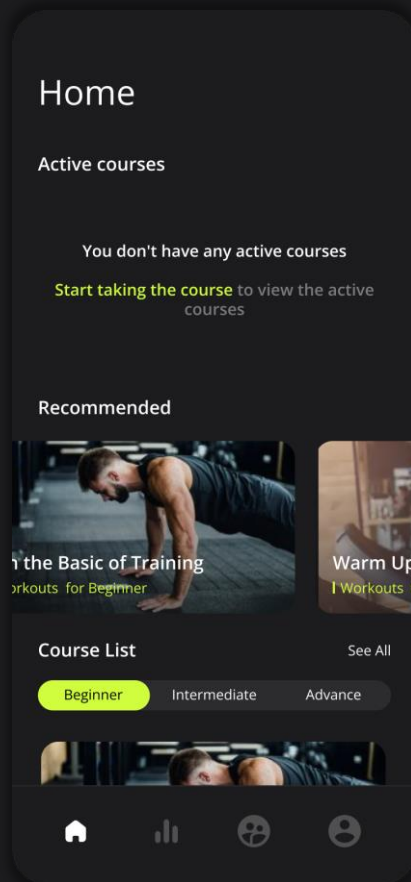 Home
Active courses
You don't have any active courses
Start taking the course to view the active
courses
Recommended
the Basic of Training
Warm Up
orkouts for Beginner
Workouts
Course List
See All
Beginner
Intermediate
Advance